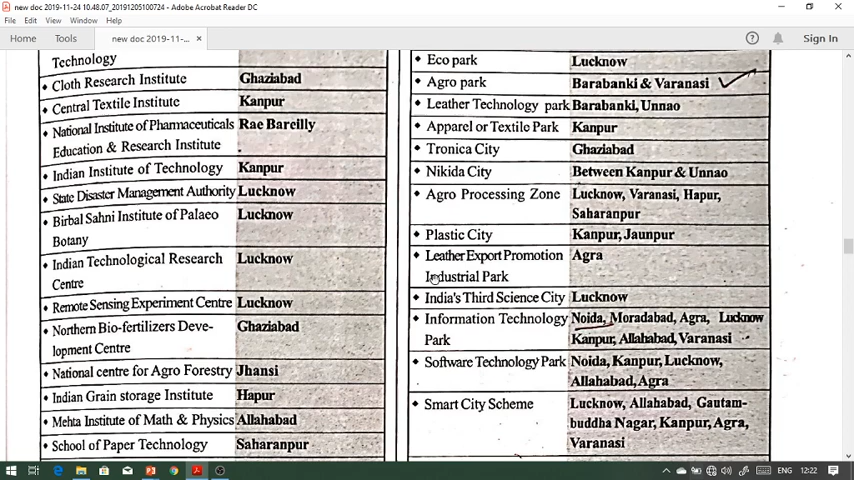 new doc 2019-11-24 10.48.07_20191205100724 - Adobe Acrobat Reader DC
File Edit View Window Help
Home Tools new doc 2019-11-... × Sign In
Technology
• Cloth Research Institute Ghaziabad
• Central Textile Institute Kanpur
• National Institute of Pharmaceuticals Rae Bareilly
Education & Research Institute
• Indian Institute of Technology Kanpur
• State Disaster Management Authority Lucknow
• Birbal Sahni Institute of Palaeo Lucknow
Botany
• Indian Technological Research Lucknow
Centre
• Remote Sensing Experiment Centre Lucknow
• Northern Bio-fertilizers Deve- Ghaziabad
lopment Centre
• National centre for Agro Forestry Jhansi
• Indian Grain storage Institute Hapur
• Mehta Institute of Math & Physics Allahabad
• School of Paper Technology Saharanpur
• Eco park Lucknow
• Agro park Barabanki & Varanasi
• Leather Technology park Barabanki, Unnao
• Apparel or Textile Park Kanpur
• Tronica City Ghaziabad
• Nikida City Between Kanpur & Unnao
• Agro Processing Zone Lucknow, Varanasi, Hapur,
Saharanpur
• Plastic City Kanpur, Jaunpur
• Leather Export Promotion Agra
Industrial Park
• India's Third Science City Lucknow
• Information Technology Noida, Moradabad, Agra, Lucknow
Park Kanpur, Allahabad, Varanasi
• Software Technology Park Noida, Kanpur, Lucknow,
Allahabad, Agra
• Smart City Scheme Lucknow, Allahabad, Gautam-
buddha Nagar, Kanpur, Agra,
Varanasi
ENG 12:22